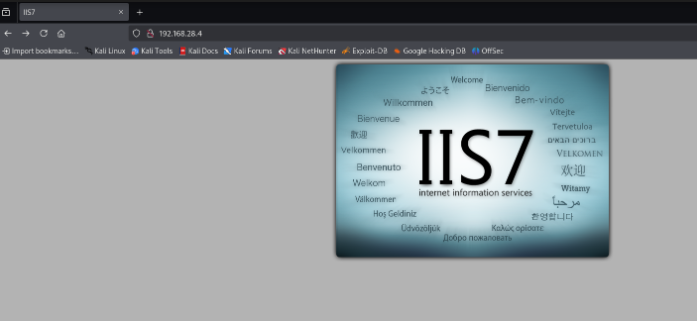 IIS7
192.168.28.4
Import bookmarks... Kali Linux Kali Tools Kali Docs Kali Forums Kali NetHunter Exploit-DB Google Hacking DB OffSec
Welcome
ようこそ Bienvenido
Willkommen Bem-vindo
Bienvenue Vítejte
歡迎 Tervetuloa
Velkommen ברוכים הבאים
VELKOMEN
Benvenuto 欢迎
Welkom Witamy
Välkommen مرحباً
Hoş Geldiniz 환영합니다
Üdvözöljük Καλώς ορίσατε
Добро пожаловать
IIS7
internet information services